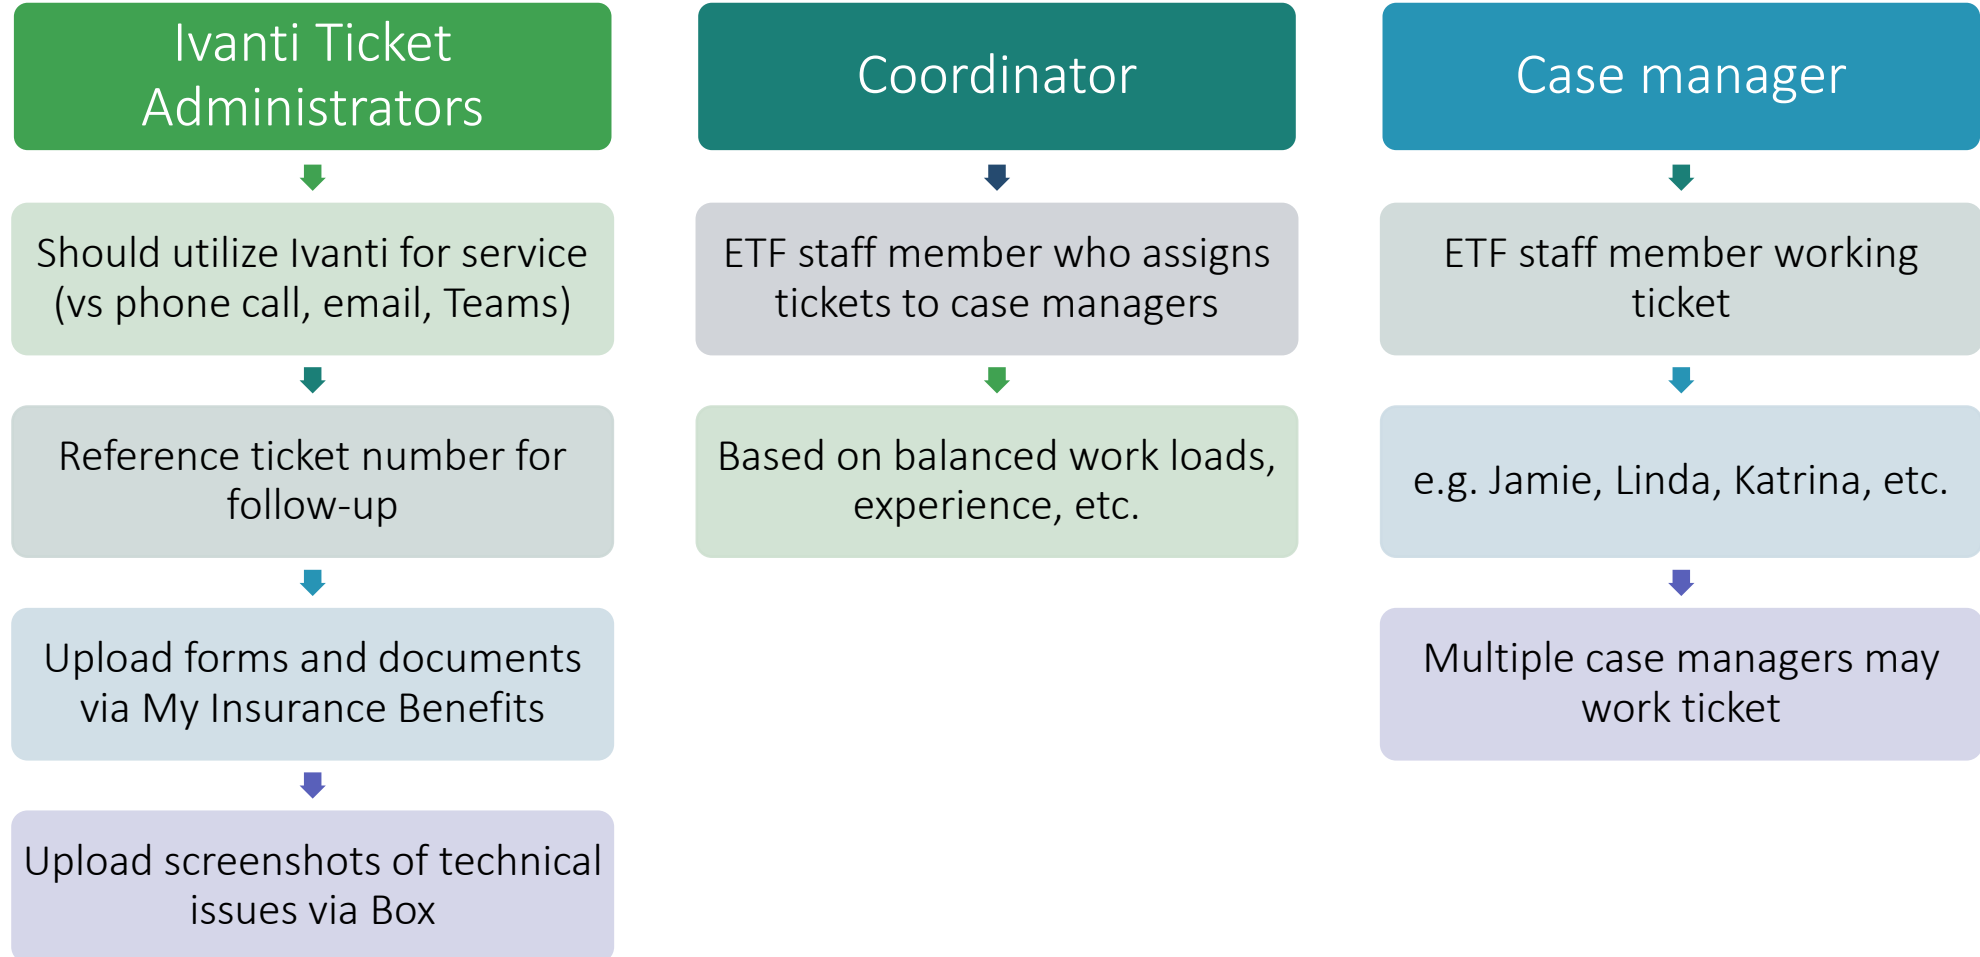 Ivanti Ticket
Administrators
Should utilize Ivanti for service
(vs phone call, email, Teams)
Reference ticket number for
follow-up
Upload forms and documents
via My Insurance Benefits
Upload screenshots of technical
issues via Box
Coordinator
ETF staff member who assigns
tickets to case managers
Based on balanced work loads,
experience, etc.
Case manager
ETF staff member working
ticket
e.g. Jamie, Linda, Katrina, etc.
Multiple case managers may
work ticket